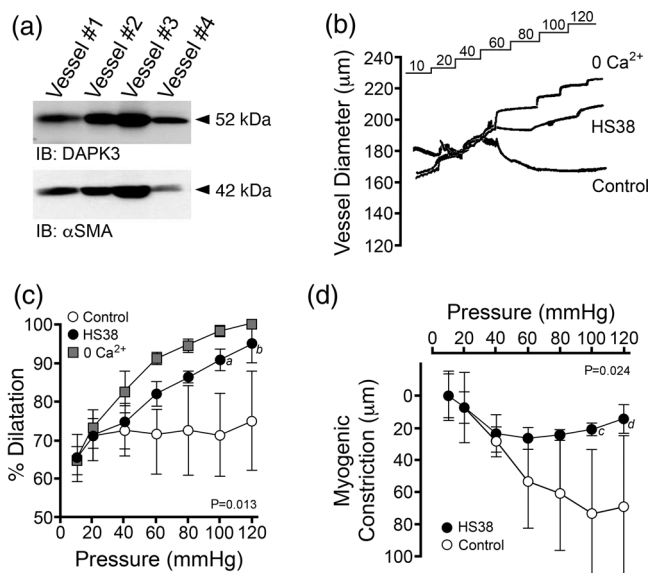 (a)
Vessel #1
Vessel #2
Vessel #3
Vessel #4
52 kDa
IB: DAPK3
42 kDa
IB: αSMA
(b)
10 20 40 60 80 100 120
240
220
200
180
160
140
120
Vessel Diameter (μm)
0 Ca²⁺
HS38
Control
(c)
Control
HS38
0 Ca²⁺
100
90
80
70
60
50
% Dilatation
a
b
P=0.013
0 20 40 60 80 100 120
Pressure (mmHg)
(d)
Pressure (mmHg)
0 20 40 60 80 100 120
P=0.024
0
20
40
60
80
100
Myogenic
Constriction (μm)
c
d
HS38
Control